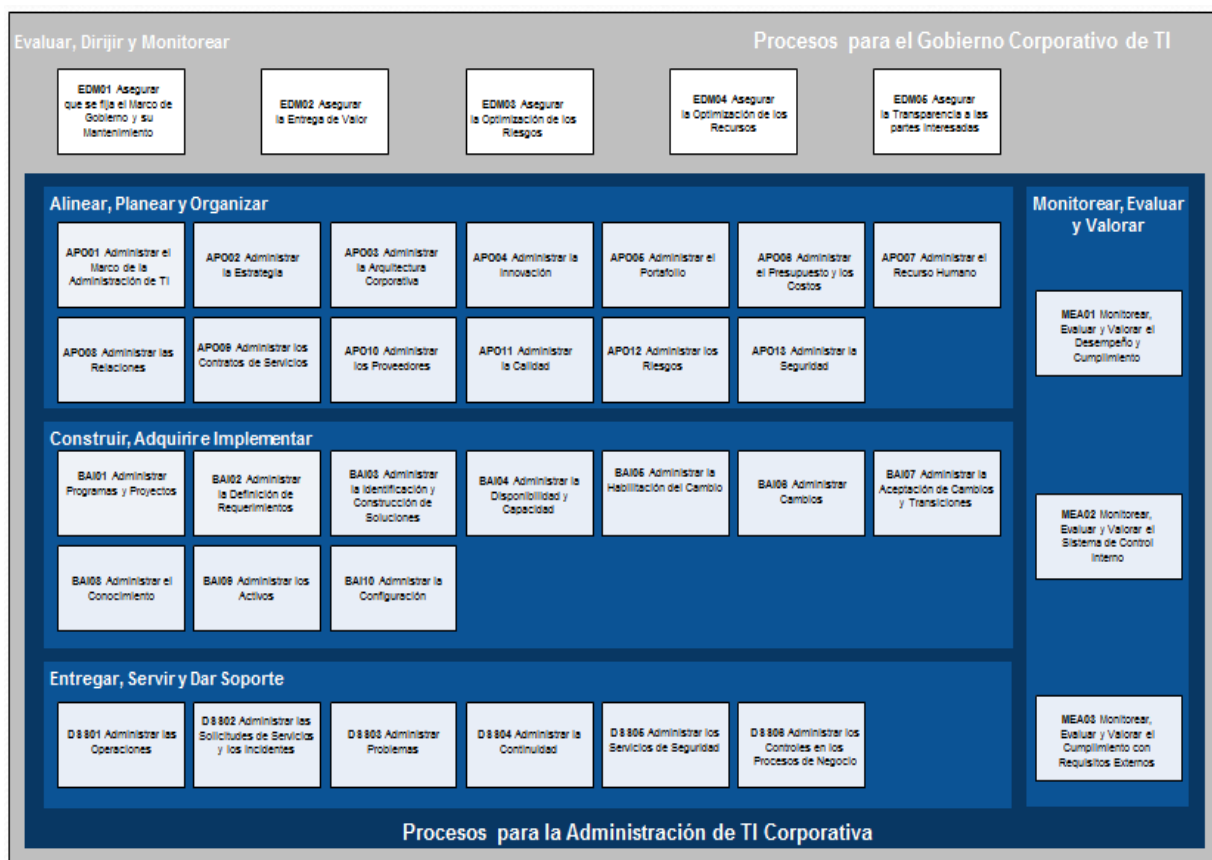 Evaluar, Dirijir y Monitorear
Procesos para el Gobierno Corporativo de TI
EDM01 Asegurar
que se fija el Marco de
Gobierno y su
Mantenimiento
EDM02 Asegurar
la Entrega de Valor
EDM03 Asegurar
la Optimización de los
Riesgos
EDM04 Asegurar
la Optimización de los
Recursos
EDM05 Asegurar
la Transparencia a las
partes interesadas
Alinear, Planear y Organizar
APO01 Administrar el
Marco de la
Administración de TI
APO02 Administrar
la Estrategia
APO03 Administrar
la Arquitectura
Corporativa
APO04 Administrar la
Innovación
APO05 Administrar el
Portafolio
APO06 Administrar
el Presupuesto y los
Costos
APO07 Administrar el
Recurso Humano
APO08 Administrar las
Relaciones
APO09 Administrar los
Contratos de Servicios
APO10 Administrar
los Proveedores
APO11 Administrar
la Calidad
APO12 Administrar los
Riesgos
APO13 Administrar la
Seguridad
Construir, Adquirir e Implementar
BAI01 Administrar
Programas y Proyectos
BAI02 Administrar
la Definición de
Requerimientos
BAI03 Administrar
la Identificación y
Construcción de
Soluciones
BAI04 Administrar la
Disponibilidad y
Capacidad
BAI05 Administrar la
Habilitación del Cambio
BAI06 Administrar
Cambios
BAI07 Administrar la
Aceptación de Cambios
y Transiciones
BAI08 Administrar el
Conocimiento
BAI09 Administrar los
Activos
BAI10 Admnistrar la
Configuración
Entregar, Servir y Dar Soporte
DSS01 Administrar las
Operaciones
DSS02 Administrar las
Solicitudes de Servicios
y los Incidentes
DSS03 Administrar
Problemas
DSS04 Administrar la
Continuidad
DSS05 Administrar los
Servicios de Seguridad
DSS06 Administrar los
Controles en los
Procesos de Negocio
Monitorear, Evaluar
y Valorar
MEA01 Monitorear,
Evaluar y Valorar el
Desempeño y
Cumplimiento
MEA02 Monitorear,
Evaluar y Valorar el
Sistema de Control
Interno
MEA03 Monitorear,
Evaluar y Valorar el
Cumplimiento con
Requisitos Externos
Procesos para la Administración de TI Corporativa